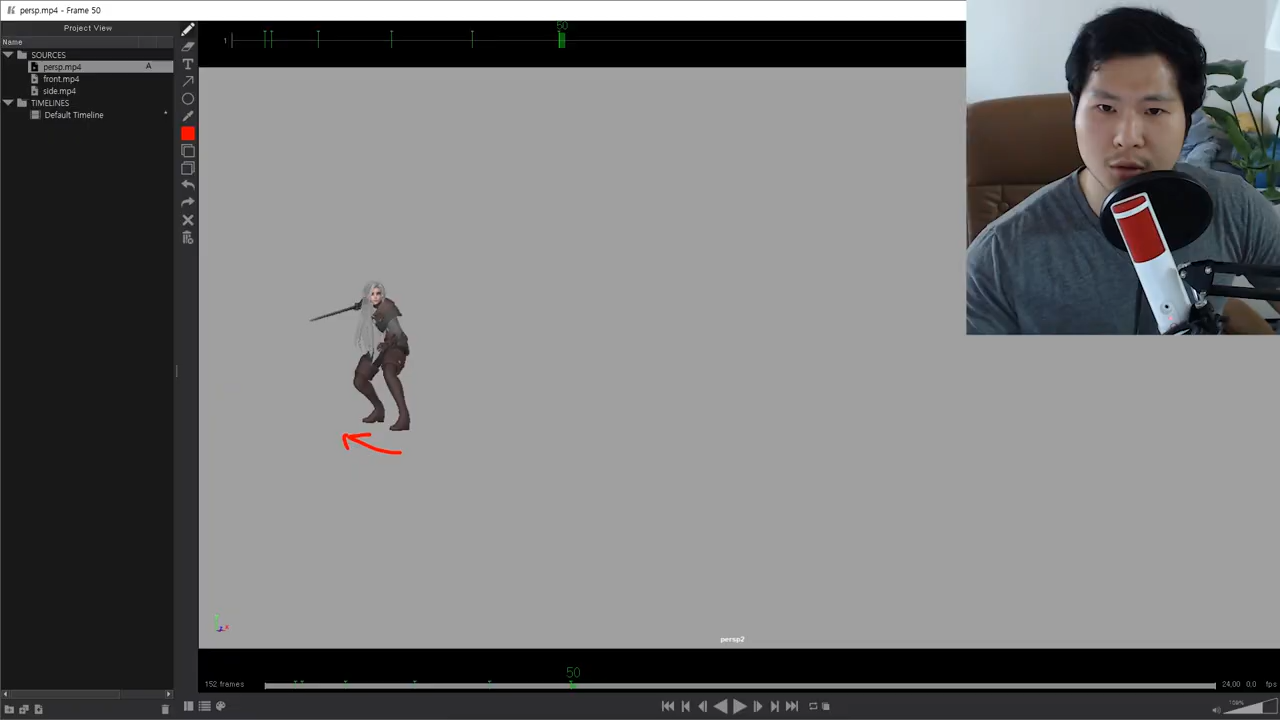 persp.mp4 - Frame 50
Project View
Name
SOURCES
persp.mp4 A
front.mp4
side.mp4
TIMELINES
Default Timeline *
1
50
persp2
50
152 frames
24.00 0.0 fps